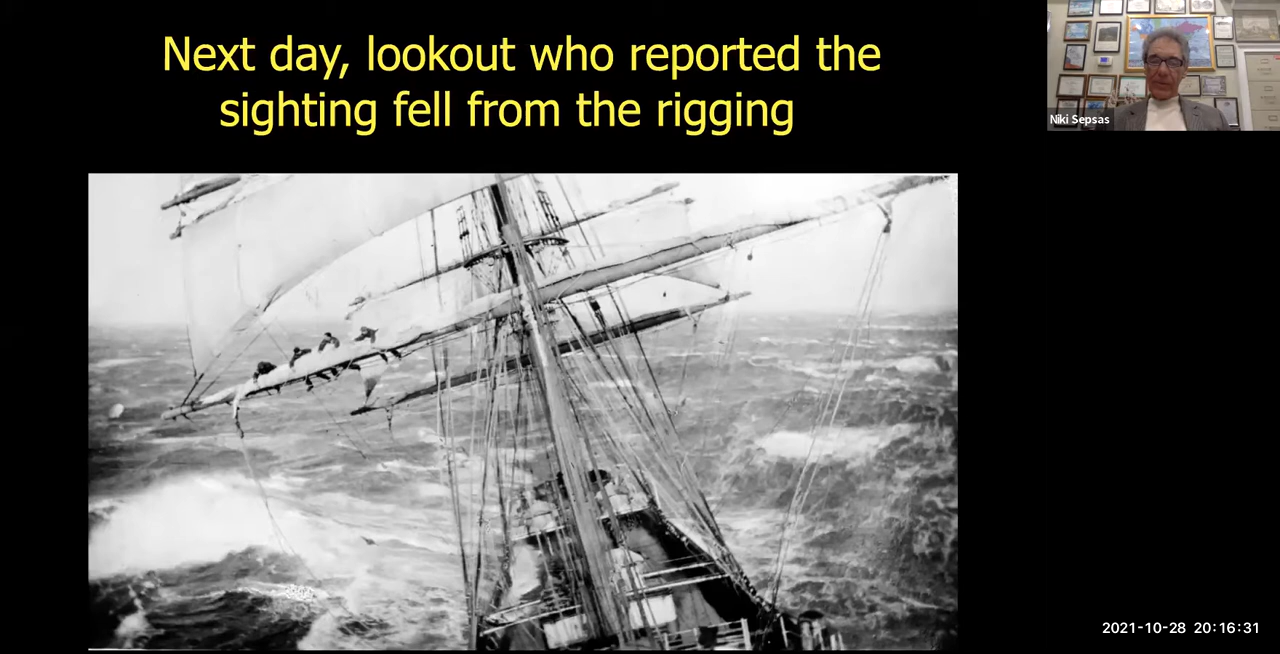 Next day, lookout who reported the
sighting fell from the rigging
Niki Sepsas
2021-10-28 20:16:31